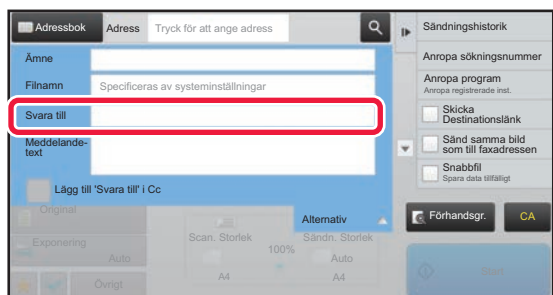 Adressbok
Adress
Tryck för att ange adress
Ämne
Filnamn
Specificeras av systeminställningar
Svara till
Meddelande-
text
Lägg till 'Svara till' i Cc
Alternativ
Original
Exponering
Auto
Övrigt
Scan. Storlek
A4
100%
Sändn. Storlek
Auto
A4
Sändningshistorik
Anropa sökningsnummer
Anropa program
Anropa registrerade inst.
Skicka
Destinationslänk
Sänd samma bild
som till faxadressen
Snabbfil
Spara data tillfälligt
Förhandsgr.
CA
Start